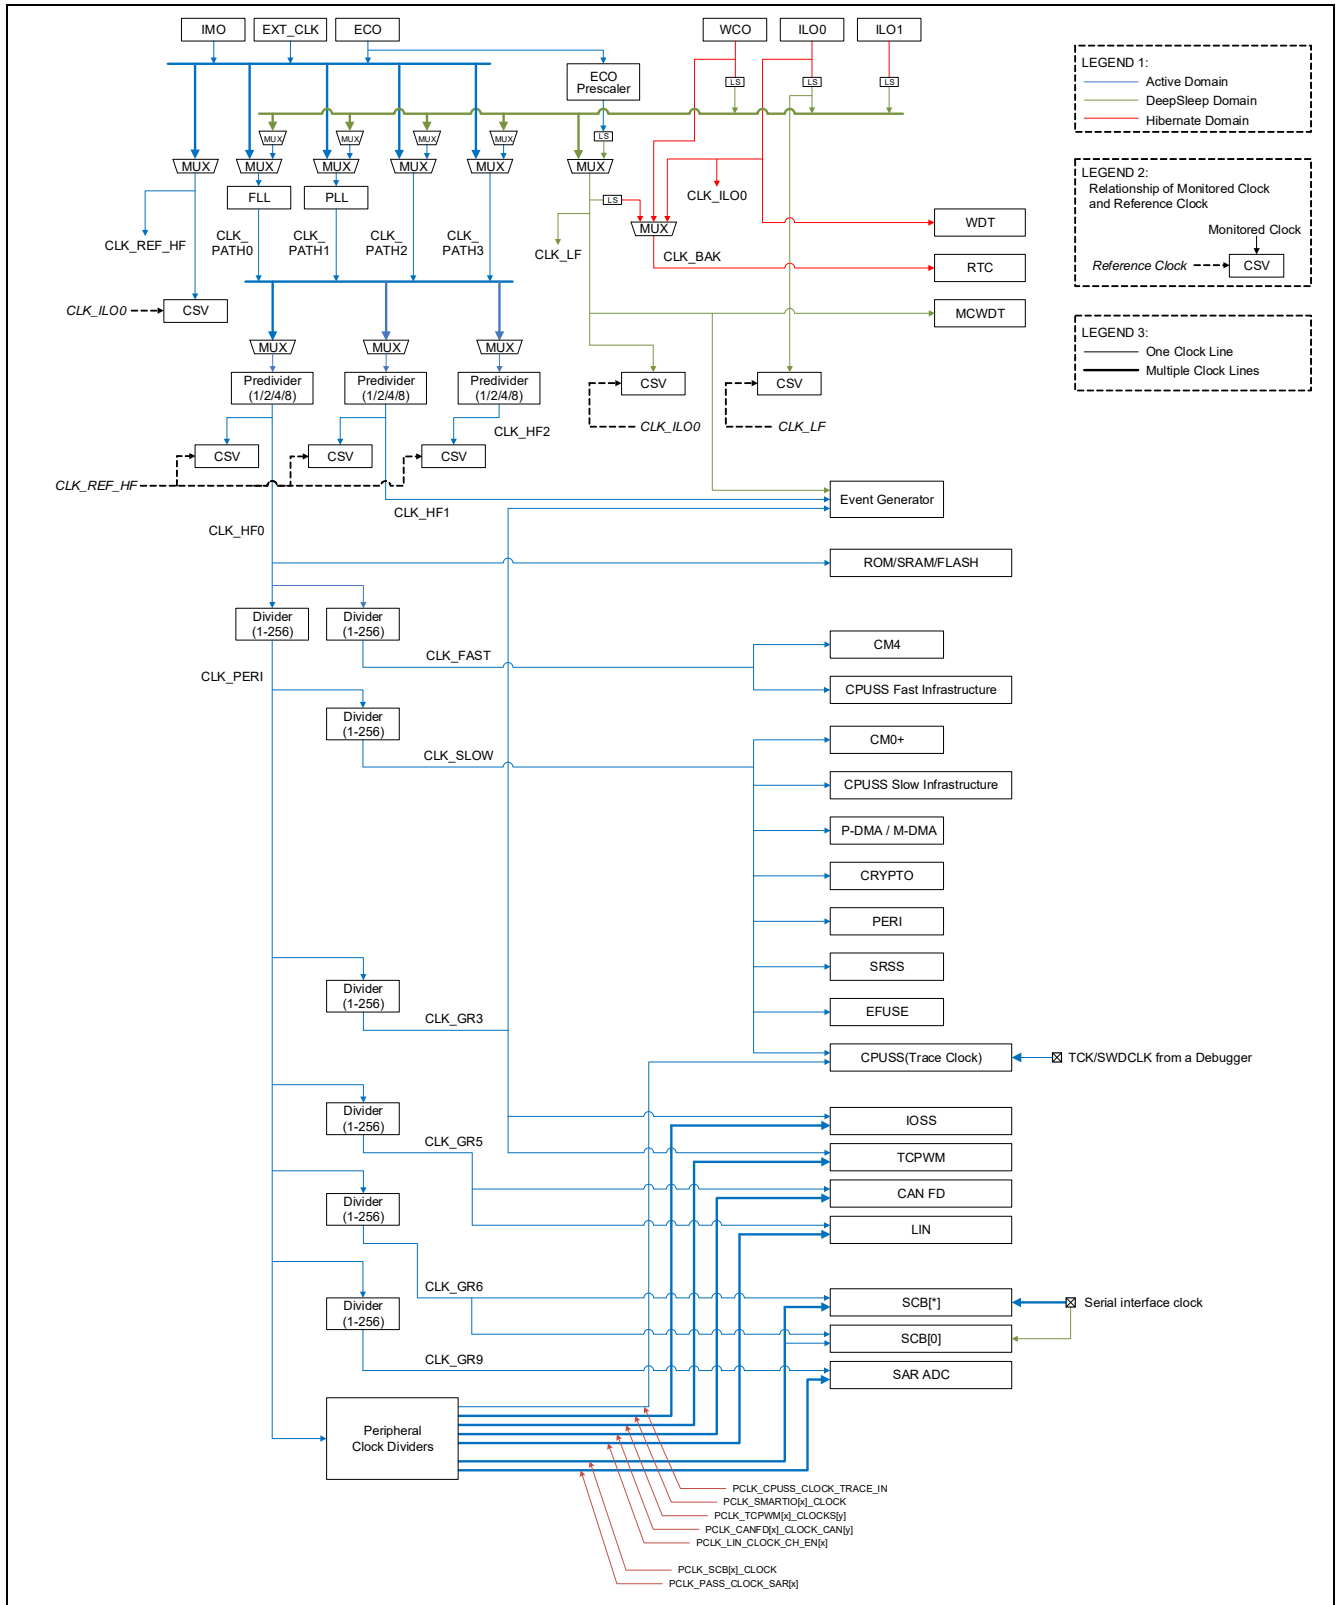 IMO
EXT_CLK
ECO
WCO
ILO0
ILO1
LEGEND 1:
Active Domain
DeepSleep Domain
Hibernate Domain
ECO
Prescaler
LS
LS
LS
LS
MUX
MUX
MUX
MUX
MUX
MUX
MUX
MUX
MUX
MUX
LEGEND 2:
Relationship of Monitored Clock
and Reference Clock
Monitored Clock
Reference Clock
CSV
FLL
PLL
LS
CLK_ILO0
MUX
WDT
CLK_REF_HF
CLK_
PATH0
CLK_
PATH1
CLK_
PATH2
CLK_
PATH3
CLK_LF
CLK_BAK
RTC
CLK_ILO0
CSV
MCWDT
LEGEND 3:
One Clock Line
Multiple Clock Lines
MUX
MUX
MUX
Predivider
(1/2/4/8)
Predivider
(1/2/4/8)
Predivider
(1/2/4/8)
CSV
CSV
CLK_HF2
CLK_ILO0
CLK_LF
CSV
CSV
CSV
CLK_REF_HF
CLK_HF1
Event Generator
CLK_HF0
ROM/SRAM/FLASH
Divider
(1-256)
Divider
(1-256)
CLK_FAST
CM4
CLK_PERI
CPUSS Fast Infrastructure
Divider
(1-256)
CLK_SLOW
CM0+
CPUSS Slow Infrastructure
P-DMA / M-DMA
CRYPTO
PERI
SRSS
Divider
(1-256)
CLK_GR3
EFUSE
CPUSS(Trace Clock)
TCK/SWDCLK from a Debugger
Divider
(1-256)
CLK_GR5
IOSS
TCPWM
CAN FD
Divider
(1-256)
LIN
CLK_GR6
Divider
(1-256)
SCB[*]
Serial interface clock
SCB[0]
CLK_GR9
SAR ADC
Peripheral
Clock Dividers
PCLK_CPUSS_CLOCK_TRACE_IN
PCLK_SMARTIO[x]_CLOCK
PCLK_TCPWM[x]_CLOCKS[y]
PCLK_CANFD[x]_CLOCK_CAN[y]
PCLK_LIN_CLOCK_CH_EN[x]
PCLK_SCB[x]_CLOCK
PCLK_PASS_CLOCK_SAR[x]